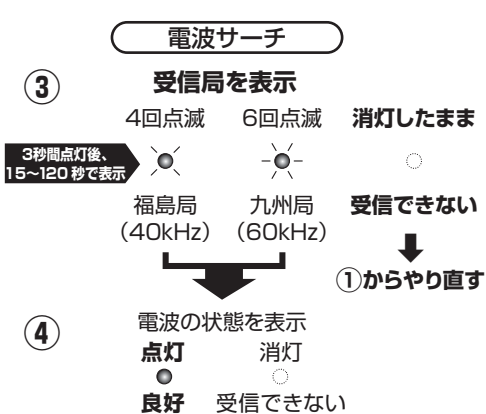 電波サーチ
③ 受信局を表示
4回点滅 6回点滅 消灯したまま
3秒間点灯後、
15〜120秒で表示
福島局 九州局 受信できない
（40kHz） （60kHz）
①からやり直す
④ 電波の状態を表示
点灯 消灯
良好 受信できない